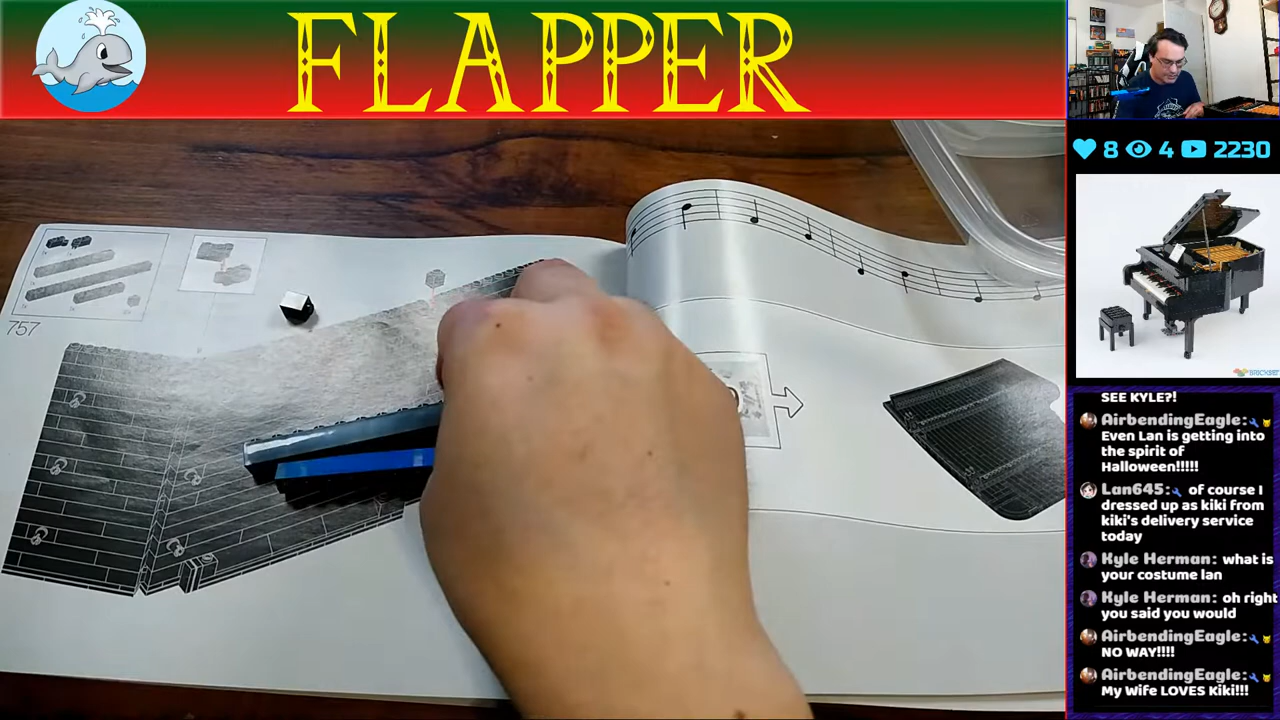 FLAPPER
8 4 2230
757
BRICKSET
SEE KYLE?!
AirbendingEagle:
Even Lan is getting into
the spirit of
Halloween!!!!!
Lan645: of course I
dressed up as kiki from
kiki's delivery service
today
Kyle Herman: what is
your costume lan
Kyle Herman: oh right
you said you would
AirbendingEagle:
NO WAY!!!!
AirbendingEagle:
My Wife LOVES Kiki!!!